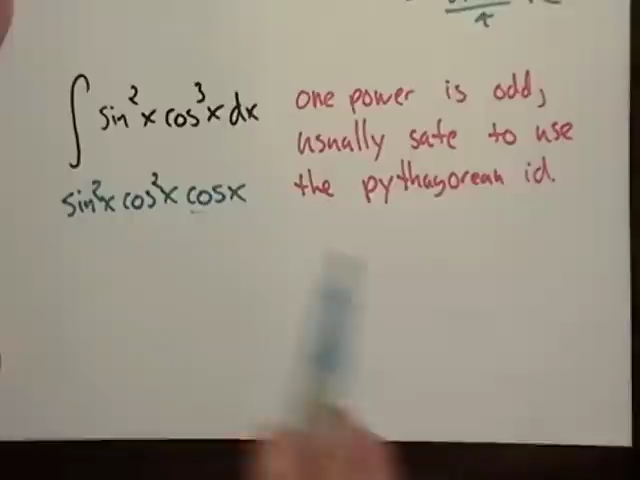 ∫ sin²x cos³x dx
sin²x cos²x cosx
one power is odd,
usually safe to use
the pythagorean id.